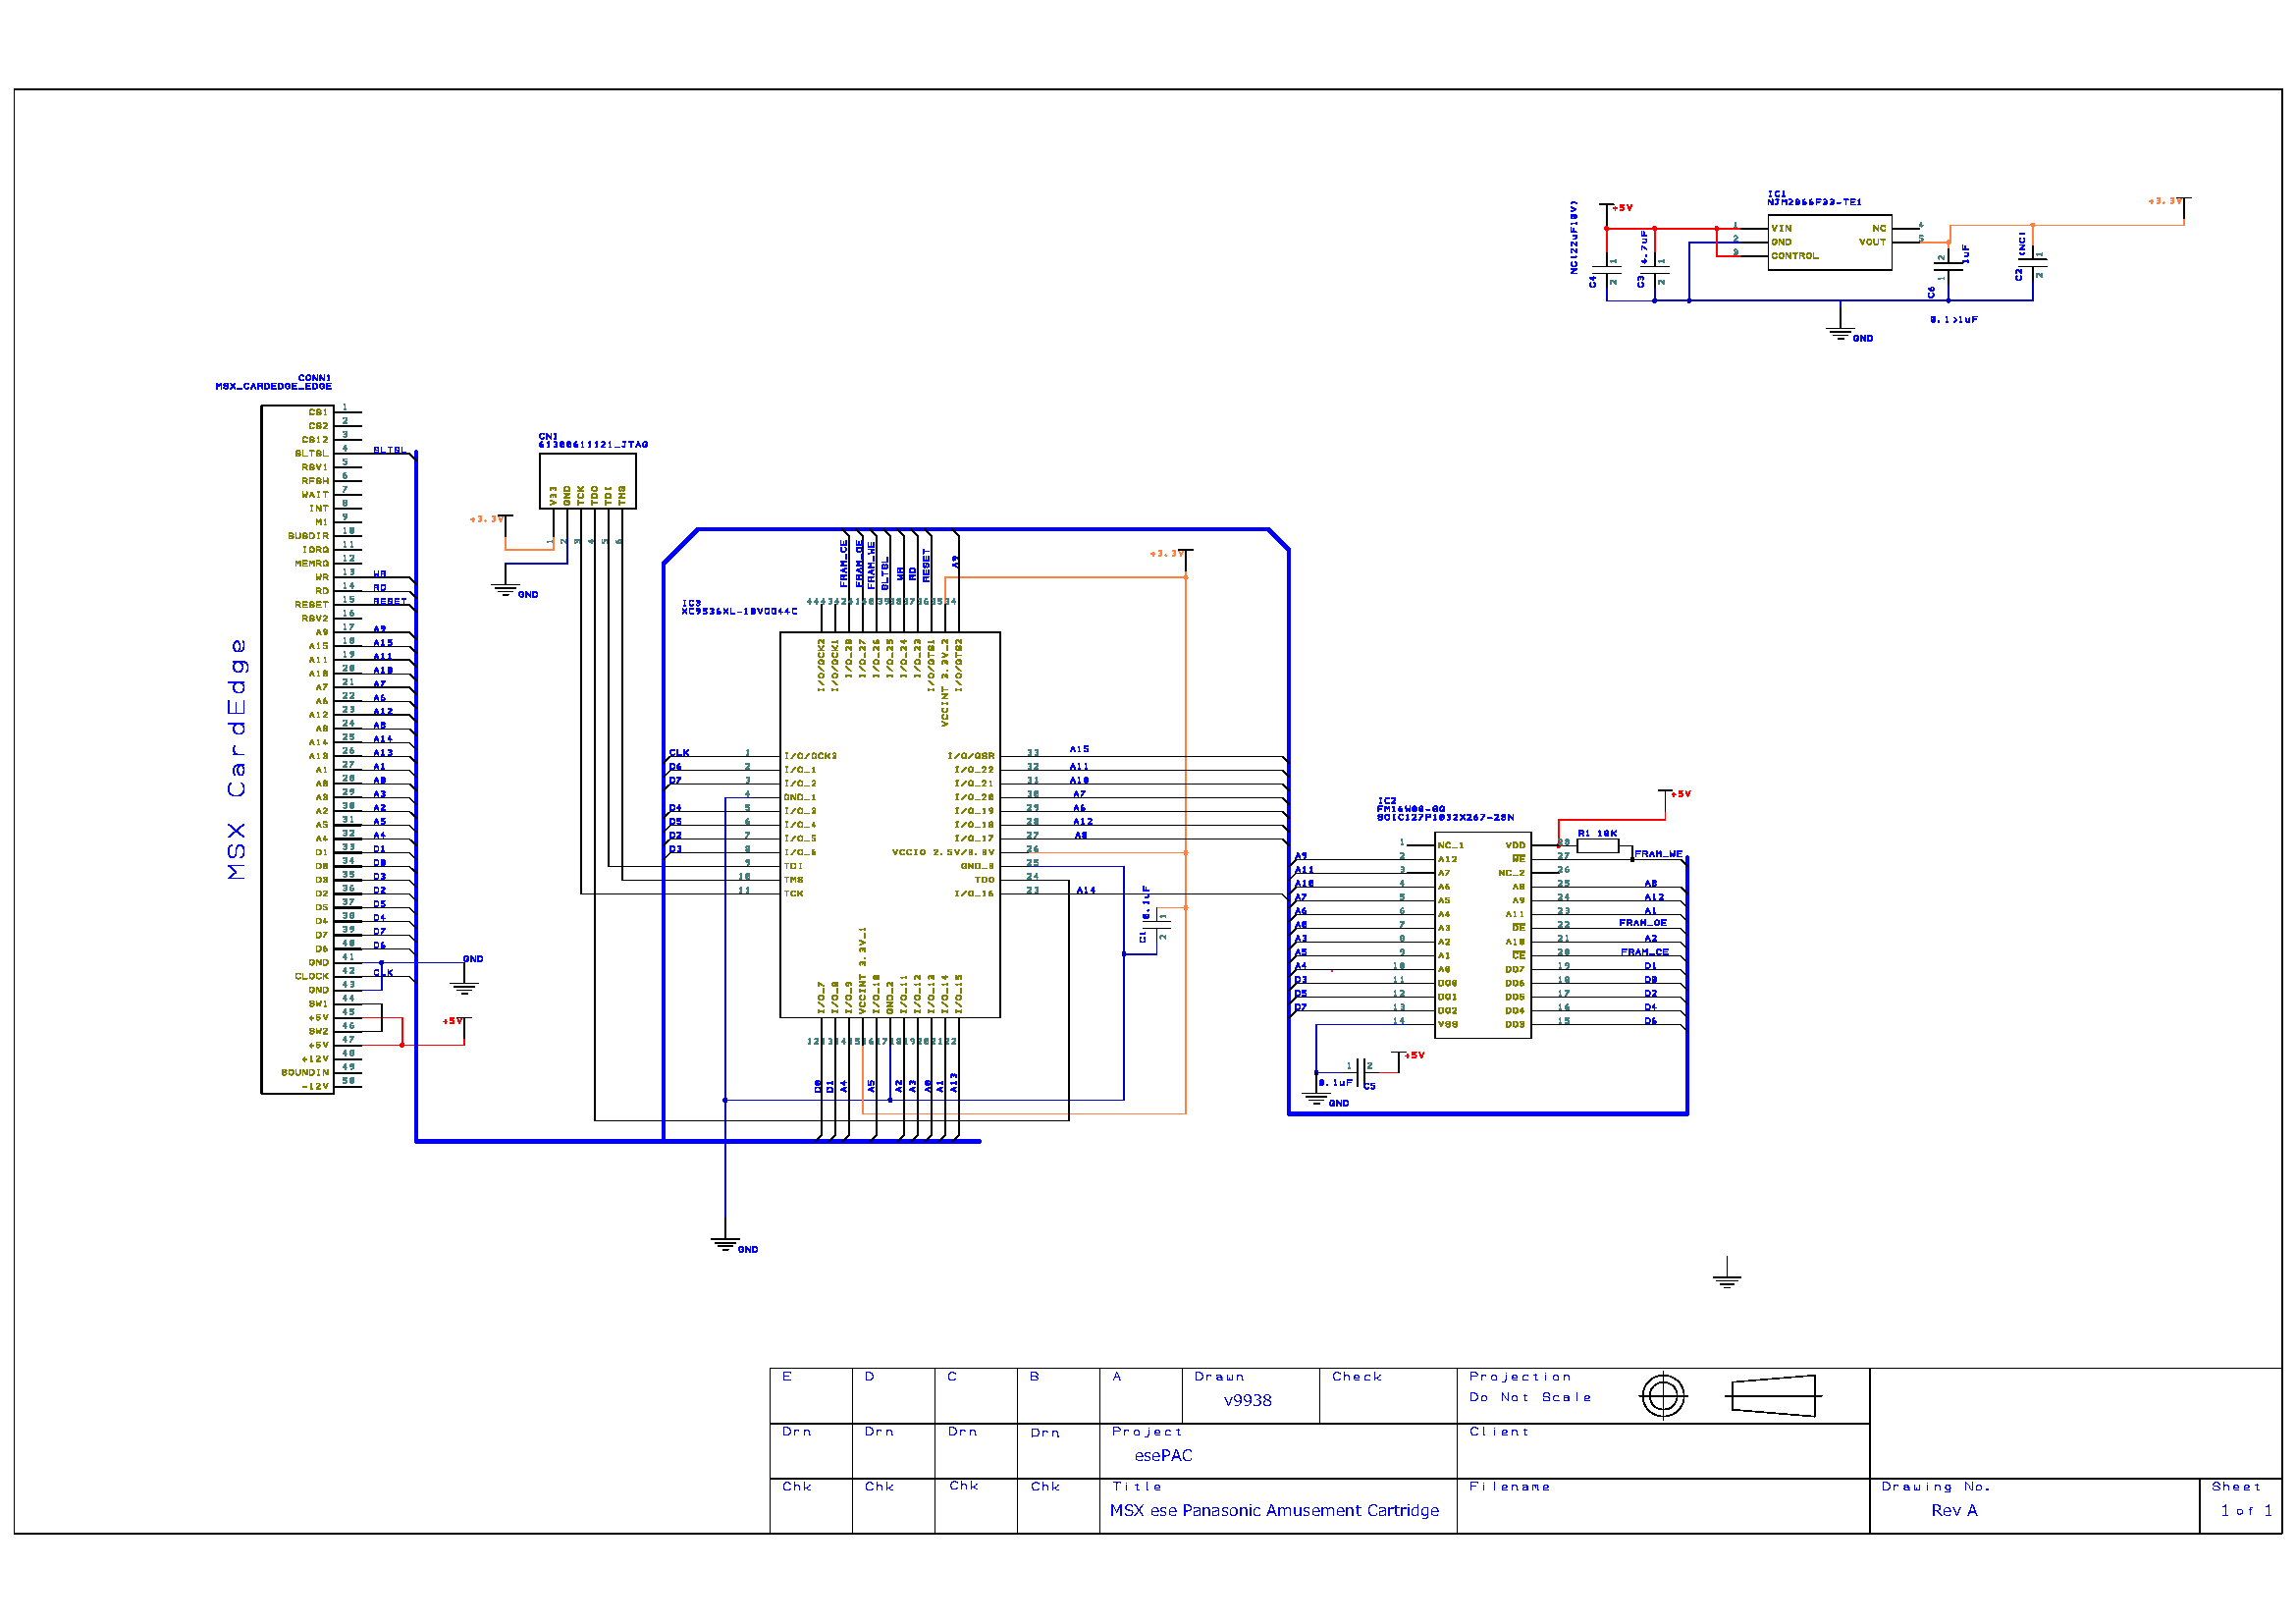 IC1
NJM2866F33-TE1
+5V
+3.3V
NC(22uF10V)
C4
1
2
4.7uF
C3
1
2
1 VIN
2 GND
3 CONTROL
NC 4
VOUT 5
1uF
C6
2
1
(NC)
C2
1
2
0.1>1uF
GND
CONN1
MSX_CARDEDGE_EDGE
MSX CardEdge
CS1 1
CS2 2
CS12 3
SLTSL 4 SLTSL
RSV1 5
RFSH 6
WAIT 7
INT 8
M1 9
BUSDIR 10
IORQ 11
MEMRQ 12
WR 13 WR
RD 14 RD
RESET 15 RESET
RSV2 16
A9 17 A9
A15 18 A15
A11 19 A11
A10 20 A10
A7 21 A7
A6 22 A6
A12 23 A12
A8 24 A8
A14 25 A14
A13 26 A13
A1 27 A1
A0 28 A0
A3 29 A3
A2 30 A2
A5 31 A5
A4 32 A4
D1 33 D1
D0 34 D0
D3 35 D3
D2 36 D2
D5 37 D5
D4 38 D4
D7 39 D7
D6 40 D6
GND 41 GND
CLOCK 42 CLK
GND 43
SW1 44
+5V 45 +5V
SW2 46
+5V 47
+12V 48
SOUNDIN 49
-12V 50
CN1
61300611121_JTAG
V33 GND TCK TDO TDI TMS
1 2 3 4 5 6
+3.3V
GND
IC3
XC9536XL-10VQG44C
FRAM_CE
FRAM_OE
FRAM_WE
SLTSL
WR
RD
RESET
A9
+3.3V
44 43 42 41 40 39 38 37 36 35 34
I/O/GCK2
I/O/GCK1
I/O_28
I/O_27
I/O_26
I/O_25
I/O_24
I/O_23
I/O/GTS1
VCCINT 3.3V_2
I/O/GTS2
CLK 1 I/O/GCK3
D6 2 I/O_1
D7 3 I/O_2
4 GND_1
D4 5 I/O_3
D5 6 I/O_4
D2 7 I/O_5
D3 8 I/O_6
9 TDI
10 TMS
11 TCK
I/O/GSR 33 A15
I/O_22 32 A11
I/O_21 31 A10
I/O_20 30 A7
I/O_19 29 A6
I/O_18 28 A12
I/O_17 27 A8
VCCIO 2.5V/3.3V 26
GND_3 25
TDO 24
I/O_16 23 A14
I/O_7
I/O_8
I/O_9
VCCINT 3.3V_1
I/O_10
GND_2
I/O_11
I/O_12
I/O_13
I/O_14
I/O_15
12 13 14 15 16 17 18 19 20 21 22
D0
D1
A4
A5
A2
A3
A0
A1
A13
0.1uF
C1
1
2
GND
IC2
FM16W08-SG
SOIC127P1032X267-28N
+5V
R1 10K
FRAM_WE
1 NC_1
A9 2 A12
A11 3 A7
A10 4 A6
A7 5 A5
A6 6 A4
A8 7 A3
A3 8 A2
A5 9 A1
A4 10 A0
D3 11 DQ0
D5 12 DQ1
D7 13 DQ2
14 VSS
VDD 28
WE 27
NC_2 26
A8 25 A8
A9 24 A12
A11 23 A1
OE 22 FRAM_OE
A10 21 A2
CE 20 FRAM_CE
DQ7 19 D1
DQ6 18 D0
DQ5 17 D2
DQ4 16 D4
DQ3 15 D6
1 2
+5V
0.1uF C5
GND
E D C B A Drawn Check Projection
v9938
Do Not Scale
Drn Drn Drn Drn Project Client
esePAC
Chk Chk Chk Chk Title Filename Drawing No. Sheet
MSX ese Panasonic Amusement Cartridge
Rev A
1 of 1